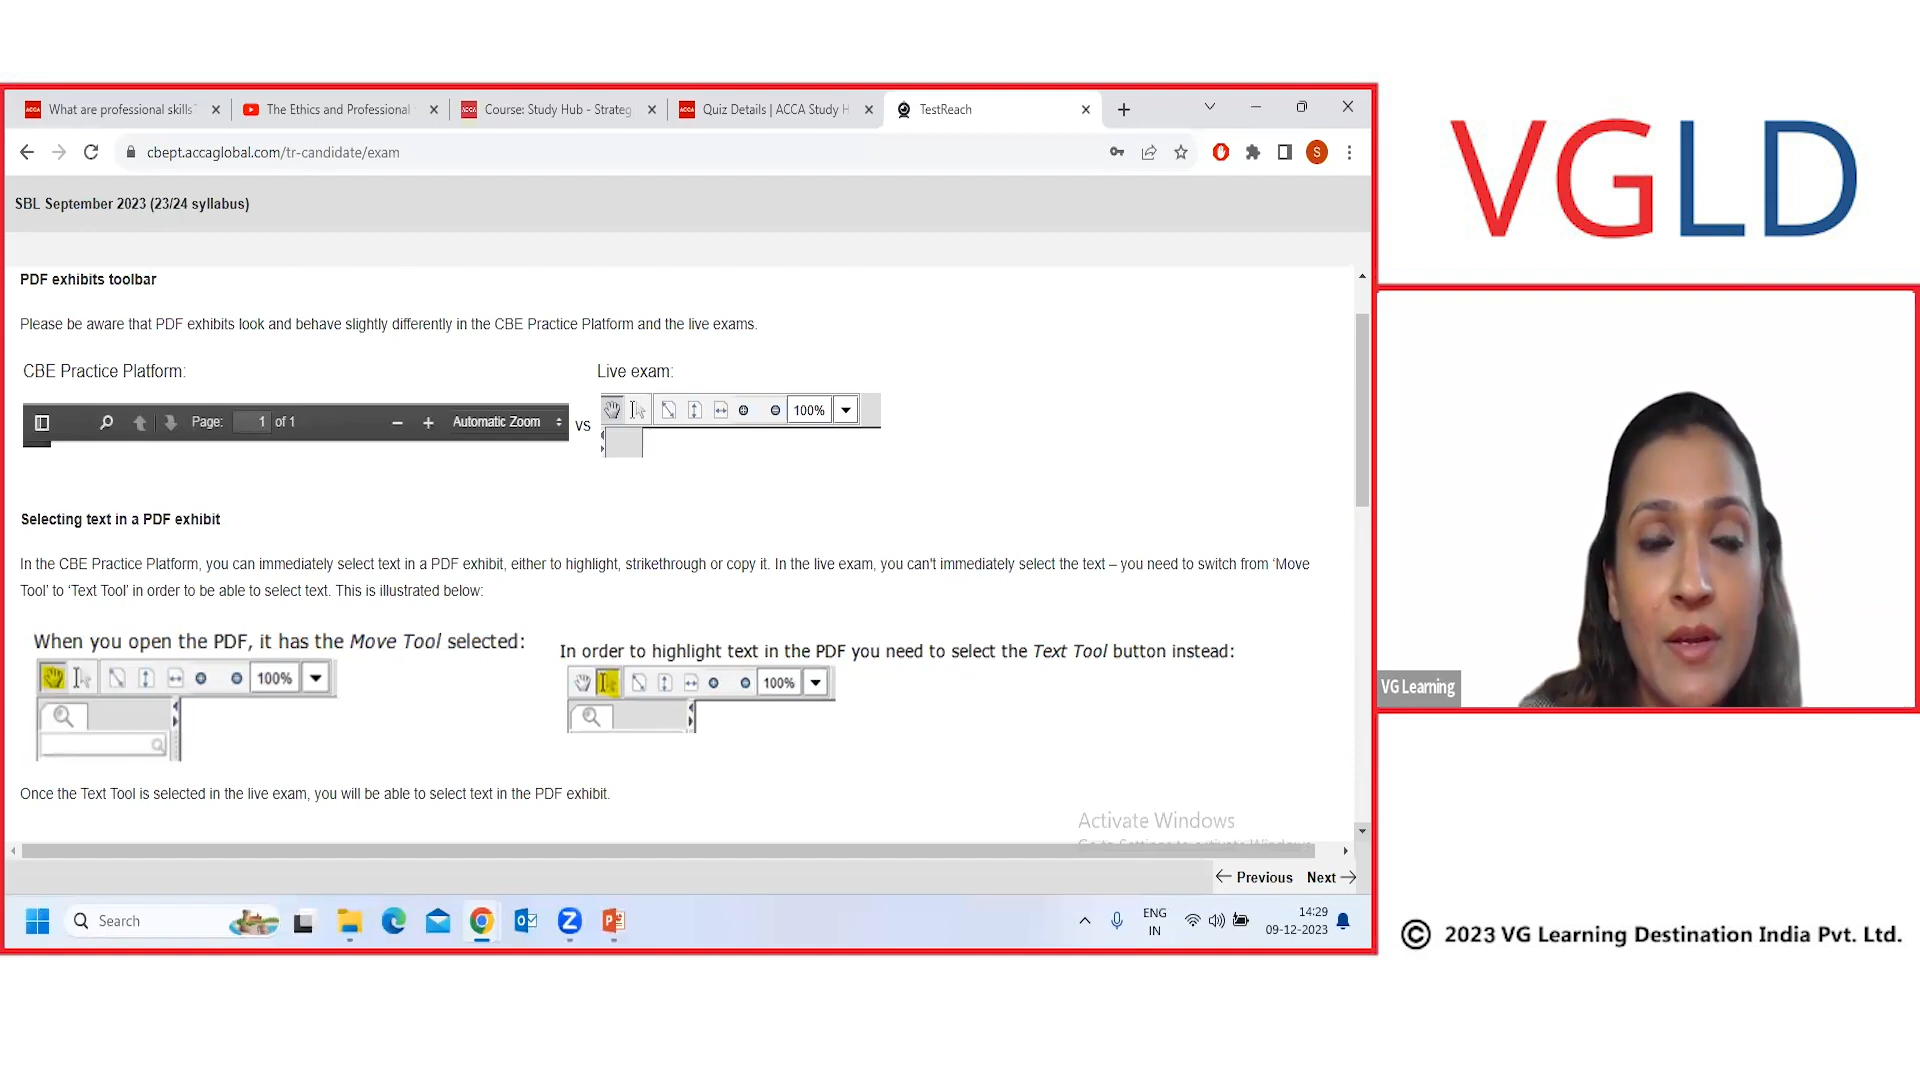 What are professional skills
The Ethics and Professional
Course: Study Hub - Strateg
Quiz Details | ACCA Study H
TestReach
cbept.accaglobal.com/tr-candidate/exam
S
SBL September 2023 (23/24 syllabus)
PDF exhibits toolbar
Please be aware that PDF exhibits look and behave slightly differently in the CBE Practice Platform and the live exams.
CBE Practice Platform:
Live exam:
Page: 1 of 1
Automatic Zoom
vs
100%
Selecting text in a PDF exhibit
In the CBE Practice Platform, you can immediately select text in a PDF exhibit, either to highlight, strikethrough or copy it. In the live exam, you can't immediately select the text – you need to switch from ‘Move
Tool’ to ‘Text Tool’ in order to be able to select text. This is illustrated below:
When you open the PDF, it has the Move Tool selected:
100%
In order to highlight text in the PDF you need to select the Text Tool button instead:
100%
Once the Text Tool is selected in the live exam, you will be able to select text in the PDF exhibit.
Activate Windows
Go to Settings to activate Windows
Previous
Next
Search
ENG
IN
14:29
09-12-2023
VGLD
VG Learning
© 2023 VG Learning Destination India Pvt. Ltd.